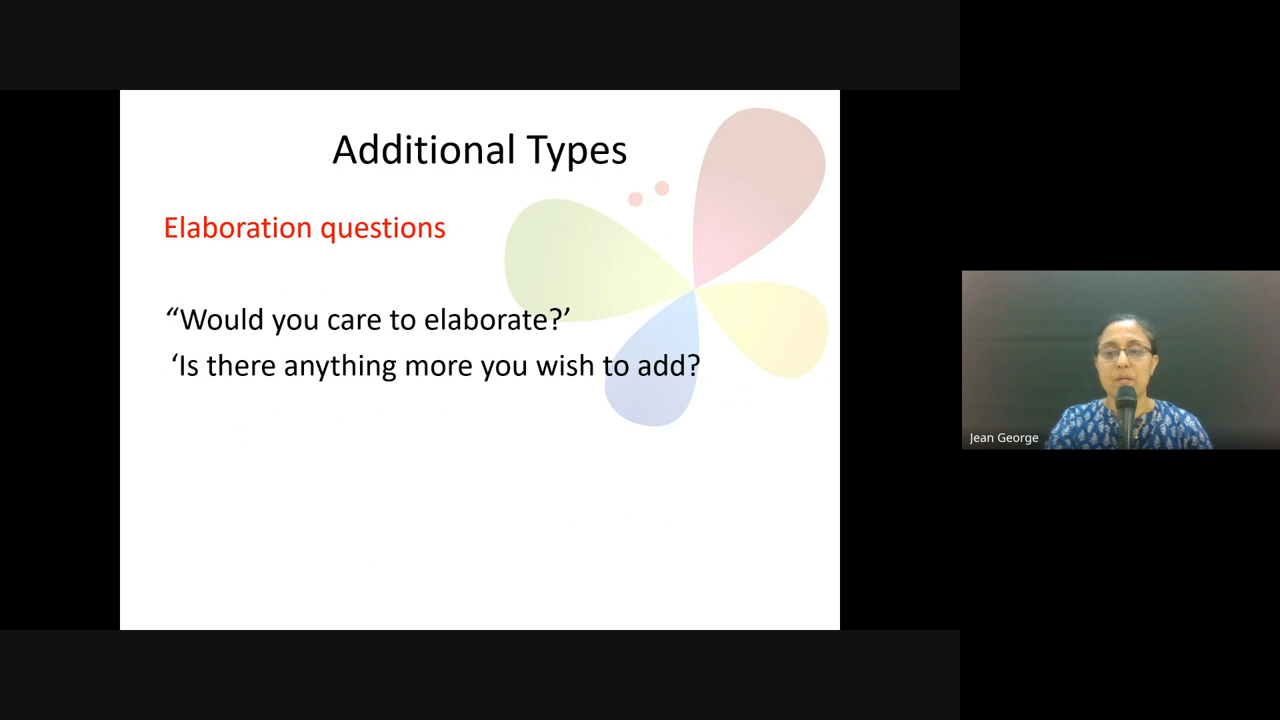 Additional Types
Elaboration questions
“Would you care to elaborate?’
‘Is there anything more you wish to add?
Jean George